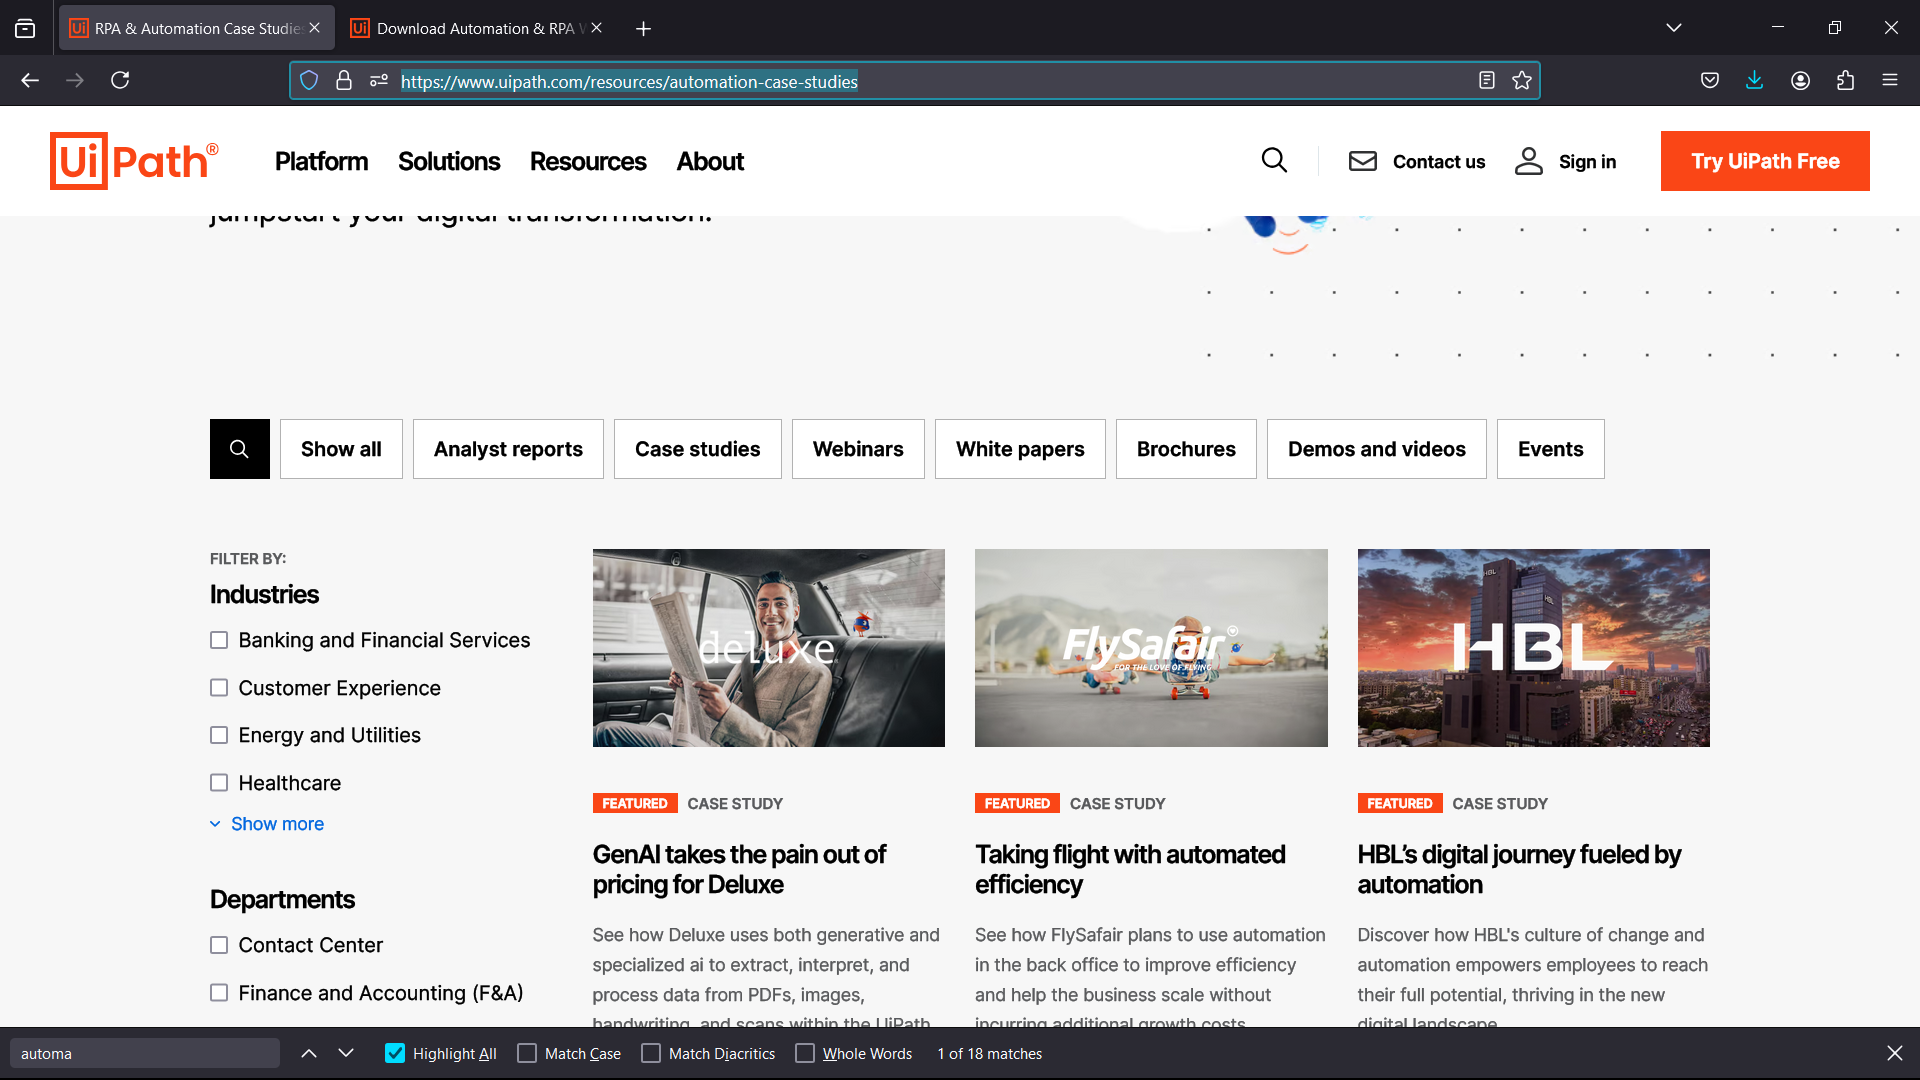 RPA & Automation Case Studies
Download Automation & RPA W
https://www.uipath.com/resources/automation-case-studies
UiPath®
Platform
Solutions
Resources
About
Contact us
Sign in
Try UiPath Free
jumpstart your digital transformation.
Show all
Analyst reports
Case studies
Webinars
White papers
Brochures
Demos and videos
Events
FILTER BY:
Industries
Banking and Financial Services
Customer Experience
Energy and Utilities
Healthcare
Show more
Departments
Contact Center
Finance and Accounting (F&A)
deluxe
FEATURED CASE STUDY
GenAI takes the pain out of
pricing for Deluxe
See how Deluxe uses both generative and
specialized ai to extract, interpret, and
process data from PDFs, images,
handwriting, and scans within the UiPath
FlySafair
FOR THE LOVE OF FLYING
FEATURED CASE STUDY
Taking flight with automated
efficiency
See how FlySafair plans to use automation
in the back office to improve efficiency
and help the business scale without
incurring additional growth costs.
HBL
HBL
HBL
FEATURED CASE STUDY
HBL’s digital journey fueled by
automation
Discover how HBL's culture of change and
automation empowers employees to reach
their full potential, thriving in the new
digital landscape.
automa
Highlight All
Match Case
Match Diacritics
Whole Words
1 of 18 matches